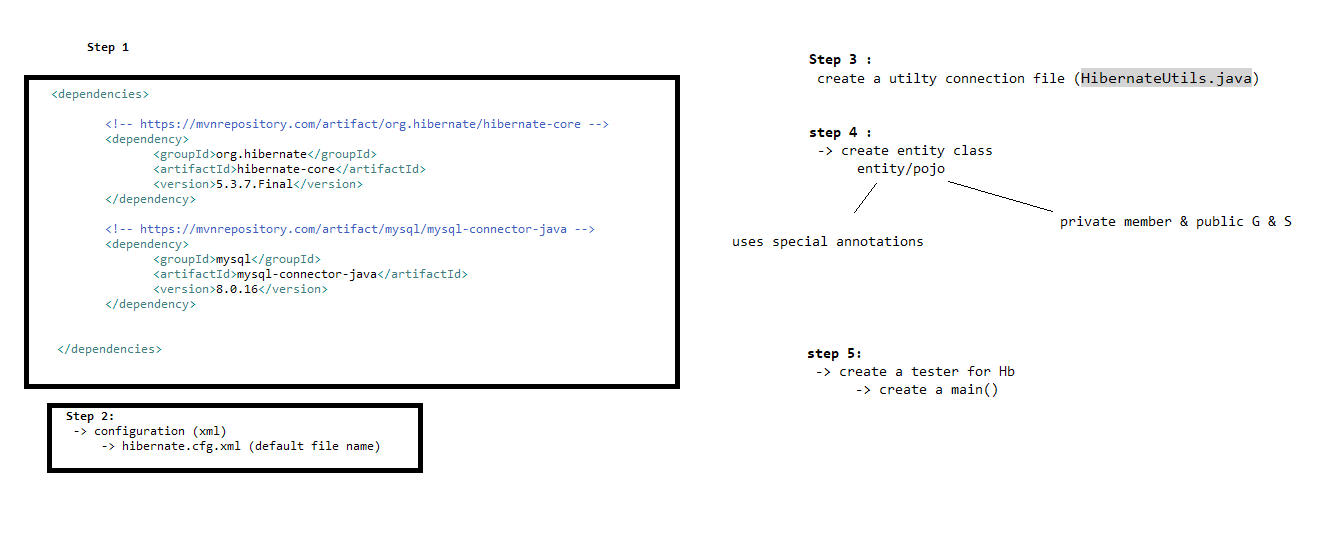 Step 1
<dependencies>
<!-- https://mvnrepository.com/artifact/org.hibernate/hibernate-core -->
<dependency>
<groupId>org.hibernate</groupId>
<artifactId>hibernate-core</artifactId>
<version>5.3.7.Final</version>
</dependency>
<!-- https://mvnrepository.com/artifact/mysql/mysql-connector-java -->
<dependency>
<groupId>mysql</groupId>
<artifactId>mysql-connector-java</artifactId>
<version>8.0.16</version>
</dependency>
</dependencies>
Step 2:
-> configuration (xml)
-> hibernate.cfg.xml (default file name)
Step 3 :
create a utilty connection file (HibernateUtils.java)
step 4 :
-> create entity class
entity/pojo
private member & public G & S
uses special annotations
step 5:
-> create a tester for Hb
-> create a main()